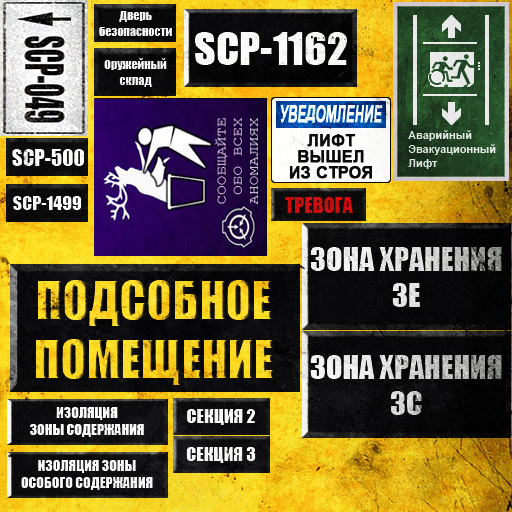 SCP-049
Дверь
безопасности
Оружейный
склад
SCP-1162
Аварийный
Эвакуационный
Лифт
SCP-500
SCP-1499
СООБЩАЙТЕ
ОБО ВСЕХ
АНОМАЛИЯХ
УВЕДОМЛЕНИЕ
ЛИФТ
ВЫШЕЛ
ИЗ СТРОЯ
ТРЕВОГА
ЗОНА ХРАНЕНИЯ
3E
ПОДСОБНОЕ
ПОМЕЩЕНИЕ
ЗОНА ХРАНЕНИЯ
3C
ИЗОЛЯЦИЯ
ЗОНЫ СОДЕРЖАНИЯ
СЕКЦИЯ 2
СЕКЦИЯ 3
ИЗОЛЯЦИЯ ЗОНЫ
ОСОБОГО СОДЕРЖАНИЯ